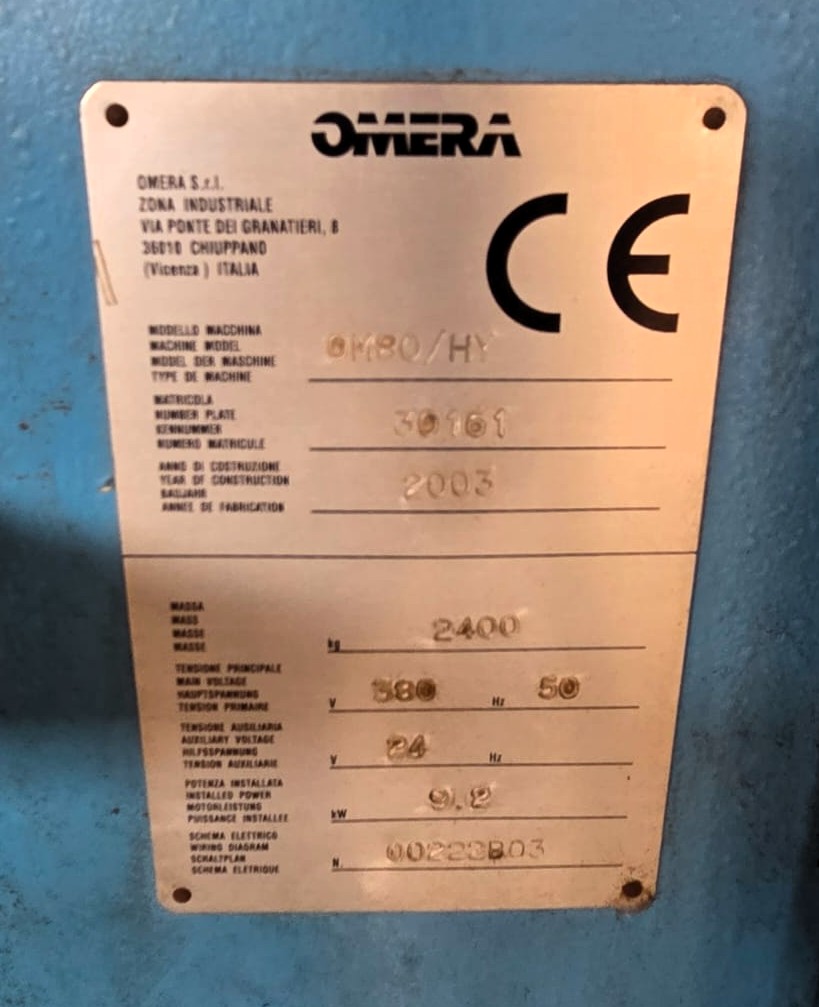 OMERA
CE
OMERA S.r.l.
ZONA INDUSTRIALE
VIA PONTE DEI GRANATIERI, 8
36010 CHIUPPANO
(Vicenza) ITALIA
MODELLO MACCHINA
MACHINE MODEL
MODEL DER MASCHINE
TYPE DE MACHINE
OM80/HY
MATRICOLA
NUMBER PLATE
KENNUMMER
NUMERO MATRICULE
30161
ANNO DI COSTRUZIONE
YEAR OF CONSTRUCTION
BAUJAHR
ANNEE DE FABRICATION
2003
MASSA
MASS
MASSE
MASSE
kg 2400
TENSIONE PRINCIPALE
MAIN VOLTAGE
HAUPTSPANNUNG
TENSION PRIMAIRE
V 380 Hz 50
TENSIONE AUSILIARIA
AUXILIARY VOLTAGE
HILFSSPANNUNG
TENSION AUXILIARIE
V 24 Hz
POTENZA INSTALLATA
INSTALLED POWER
MOTORLEISTUNG
PUISSANCE INSTALLEE
kW 9.2
SCHEMA ELETTRICO
WIRING DIAGRAM
SCHALTPLAN
SCHEMA ELETRIQUE
N. 00223B03